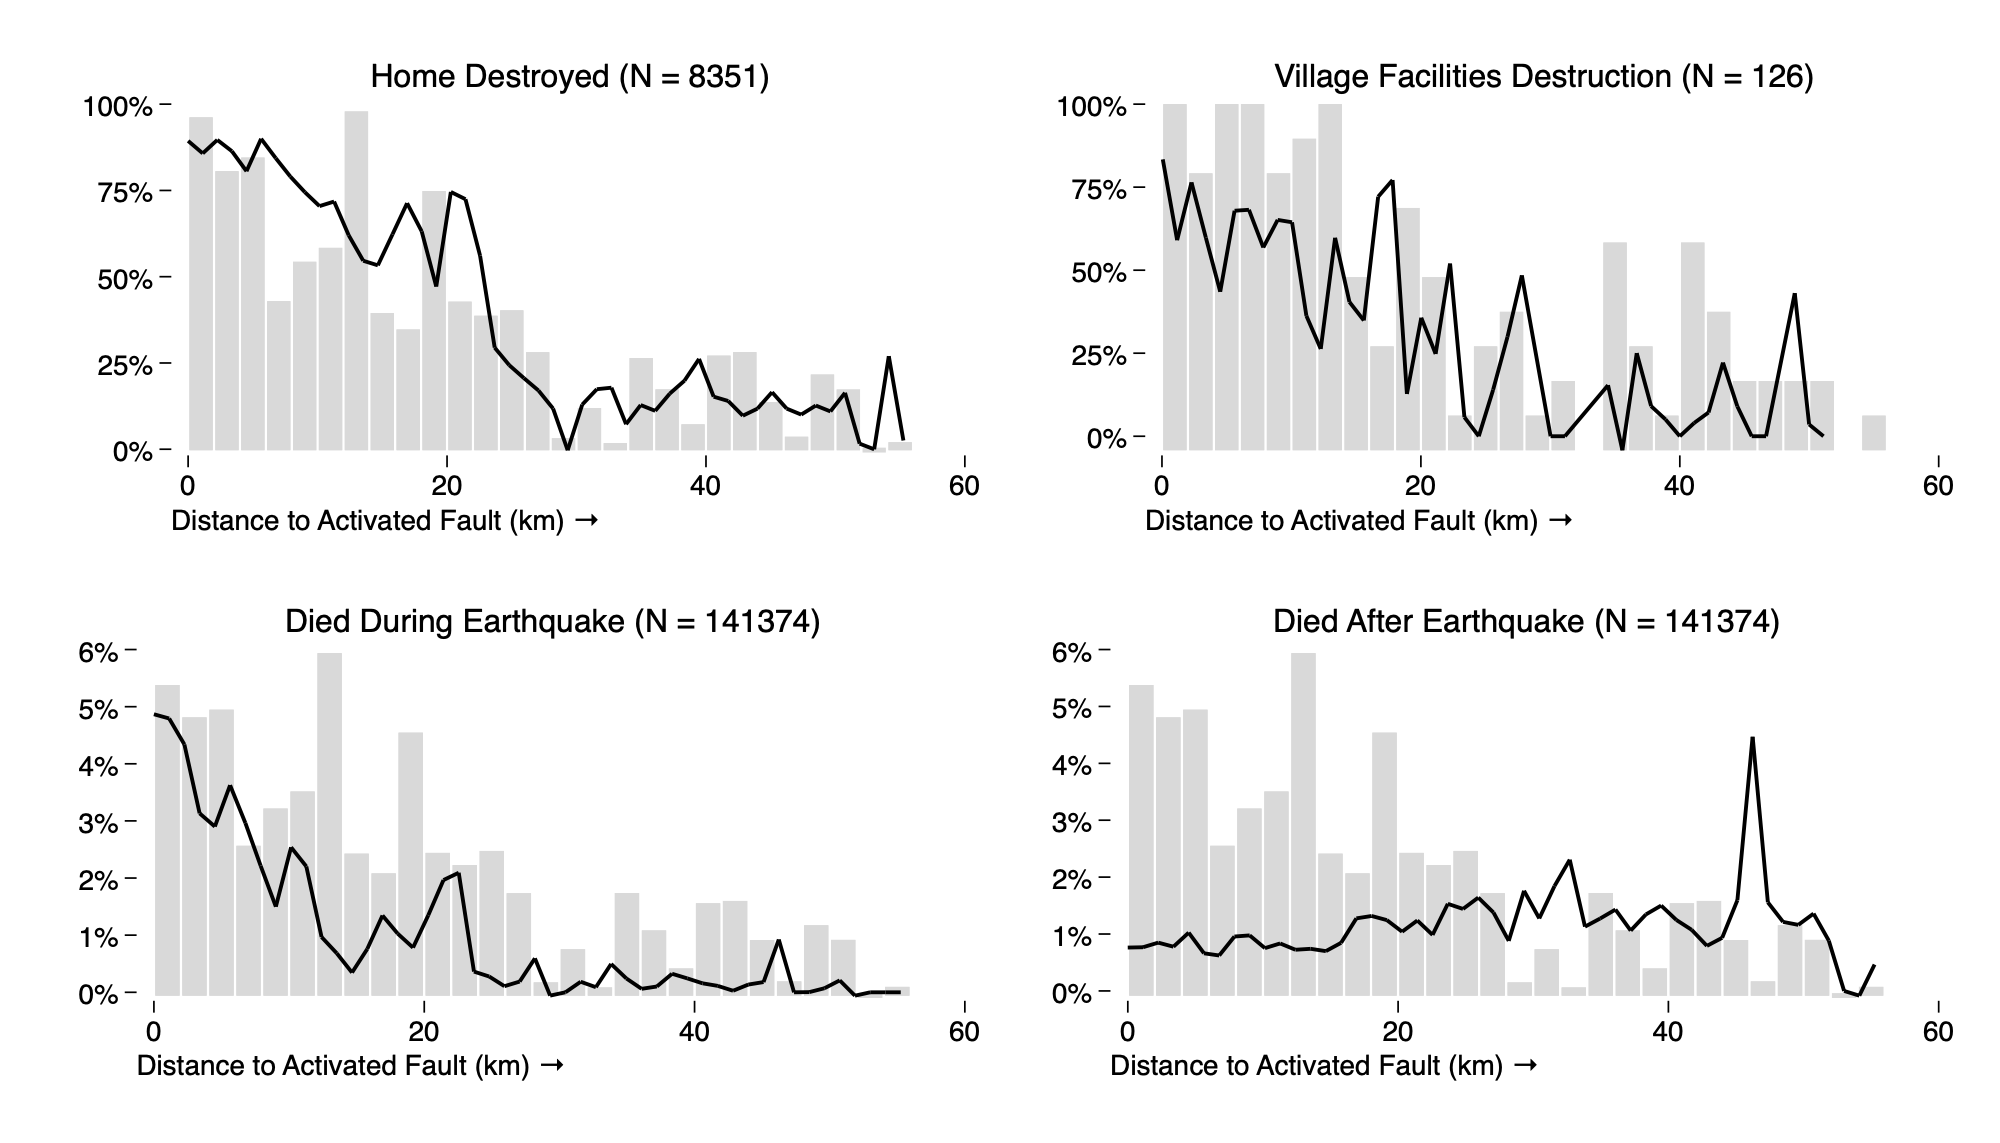 Home Destroyed (N = 8351)
100%
75%
50%
25%
0%
0 20 40 60
Distance to Activated Fault (km) →
Village Facilities Destruction (N = 126)
100%
75%
50%
25%
0%
0 20 40 60
Distance to Activated Fault (km) →
Died During Earthquake (N = 141374)
6%
5%
4%
3%
2%
1%
0%
0 20 40 60
Distance to Activated Fault (km) →
Died After Earthquake (N = 141374)
6%
5%
4%
3%
2%
1%
0%
0 20 40 60
Distance to Activated Fault (km) →